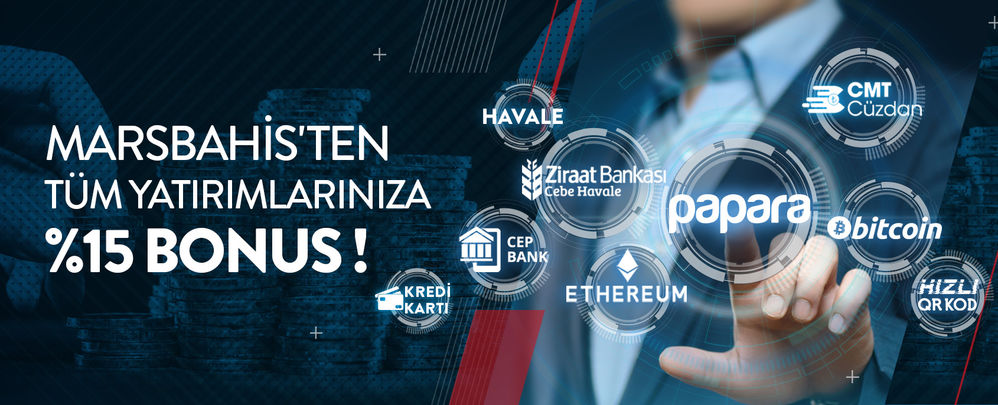 MARSBAHİS'TEN
TÜM YATIRIMLARINIZA
%15 BONUS !
HAVALE
CMT
Cüzdan
Ziraat Bankası
Cebe Havale
papara
bitcoin
CEP
BANK
ETHEREUM
KREDİ
KARTI
HIZLI
QR KOD